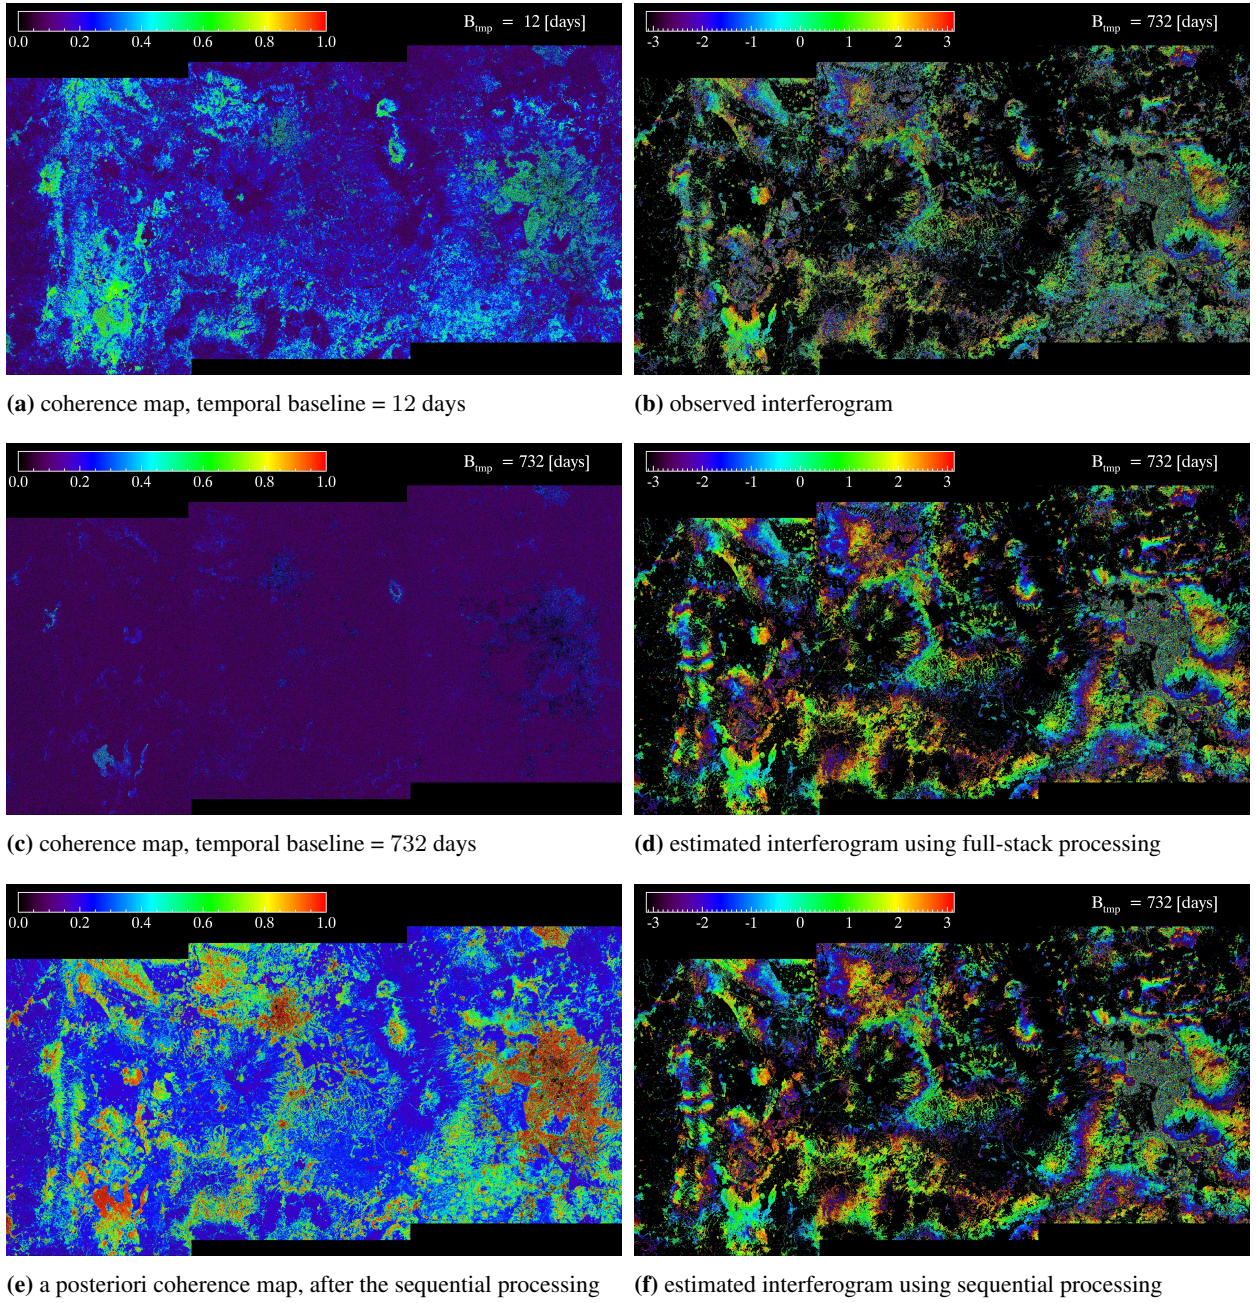 B_tmp = 12 [days]
0.0 0.2 0.4 0.6 0.8 1.0
B_tmp = 732 [days]
-3 -2 -1 0 1 2 3
(a) coherence map, temporal baseline = 12 days
(b) observed interferogram
B_tmp = 732 [days]
0.0 0.2 0.4 0.6 0.8 1.0
B_tmp = 732 [days]
-3 -2 -1 0 1 2 3
(c) coherence map, temporal baseline = 732 days
(d) estimated interferogram using full-stack processing
0.0 0.2 0.4 0.6 0.8 1.0
B_tmp = 732 [days]
-3 -2 -1 0 1 2 3
(e) a posteriori coherence map, after the sequential processing
(f) estimated interferogram using sequential processing